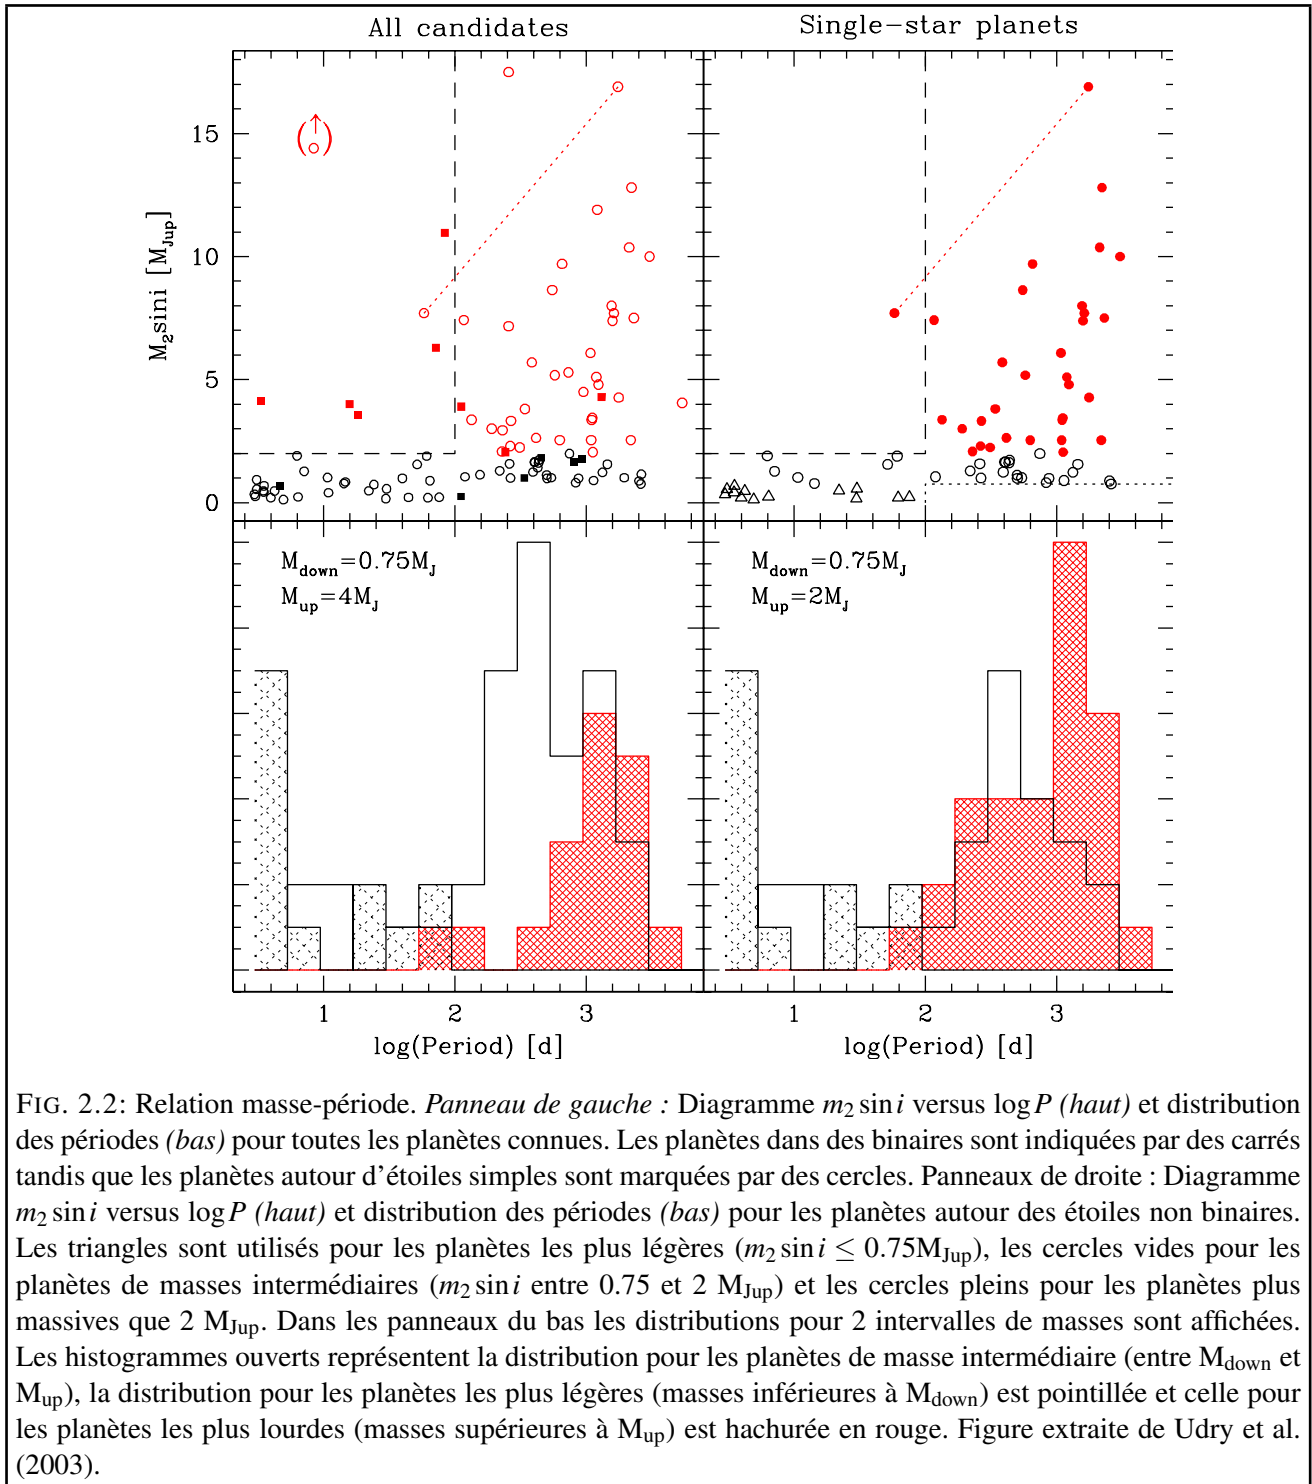 All candidates
Single-star planets
M2sini [MJup]
15
10
5
0
Mdown=0.75MJ
Mup=4MJ
Mdown=0.75MJ
Mup=2MJ
1 2 3
1 2 3
log(Period) [d]
log(Period) [d]
FIG. 2.2: Relation masse-période. Panneau de gauche : Diagramme m2 sin i versus log P (haut) et distribution
des périodes (bas) pour toutes les planètes connues. Les planètes dans des binaires sont indiquées par des carrés
tandis que les planètes autour d'étoiles simples sont marquées par des cercles. Panneaux de droite : Diagramme
m2 sin i versus log P (haut) et distribution des périodes (bas) pour les planètes autour des étoiles non binaires.
Les triangles sont utilisés pour les planètes les plus légères (m2 sin i ≤ 0.75MJup), les cercles vides pour les
planètes de masses intermédiaires (m2 sin i entre 0.75 et 2 MJup) et les cercles pleins pour les planètes plus
massives que 2 MJup. Dans les panneaux du bas les distributions pour 2 intervalles de masses sont affichées.
Les histogrammes ouverts représentent la distribution pour les planètes de masse intermédiaire (entre Mdown et
Mup), la distribution pour les planètes les plus légères (masses inférieures à Mdown) est pointillée et celle pour
les planètes les plus lourdes (masses supérieures à Mup) est hachurée en rouge. Figure extraite de Udry et al.
(2003).